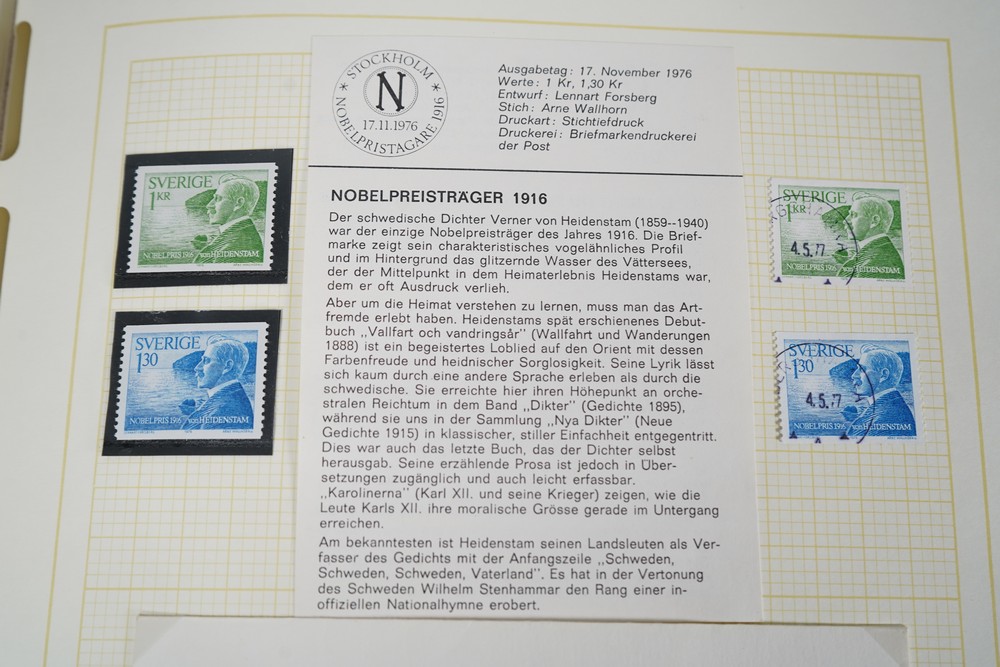 STOCKHOLM
N
17.11.1976
NOBELPRISTAGARE 1916
Ausgabetag: 17. November 1976
Werte: 1 Kr, 1,30 Kr
Entwurf: Lennart Forsberg
Stich: Arne Wallhorn
Druckart: Stichtiefdruck
Druckerei: Briefmarkendruckerei
der Post
NOBELPREISTRÄGER 1916
Der schwedische Dichter Verner von Heidenstam (1859--1940)
war der einzige Nobelpreisträger des Jahres 1916. Die Brief-
marke zeigt sein charakteristisches vogelähnliches Profil
und im Hintergrund das glitzernde Wasser des Vättersees,
der der Mittelpunkt in dem Heimaterlebnis Heidenstams war,
dem er oft Ausdruck verlieh.
Aber um die Heimat verstehen zu lernen, muss man das Art-
fremde erlebt haben. Heidenstams spät erschienenes Debut-
buch „Vallfart och vandringsår" (Wallfahrt und Wanderungen
1888) ist ein begeistertes Loblied auf den Orient mit dessen
Farbenfreude und heidnischer Sorglosigkeit. Seine Lyrik lässt
sich kaum durch eine andere Sprache erleben als durch die
schwedische. Sie erreichte hier ihren Höhepunkt an orche-
stralen Reichtum in dem Band „Dikter" (Gedichte 1895),
während sie uns in der Sammlung „Nya Dikter" (Neue
Gedichte 1915) in klassischer, stiller Einfachheit entgegentritt.
Dies war auch das letzte Buch, das der Dichter selbst
herausgab. Seine erzählende Prosa ist jedoch in Über-
setzungen zugänglich und auch leicht erfassbar.
„Karolinerna" (Karl XII. und seine Krieger) zeigen, wie die
Leute Karls XII. ihre moralische Grösse gerade im Untergang
erreichen.
Am bekanntesten ist Heidenstam seinen Landsleuten als Ver-
fasser des Gedichts mit der Anfangszeile „Schweden,
Schweden, Schweden, Vaterland". Es hat in der Vertonung
des Schweden Wilhelm Stenhammar den Rang einer in-
offiziellen Nationalhymne erobert.
SVERIGE
1KR
NOBELPRIS 1916 VON HEIDENSTAM
SVERIGE
1,30
NOBELPRIS 1916 VON HEIDENSTAM
SVERIGE
1KR
4.5.77
NOBELPRIS 1916 VON HEIDENSTAM
SVERIGE
1,30
4.5.77
NOBELPRIS 1916 VON HEIDENSTAM